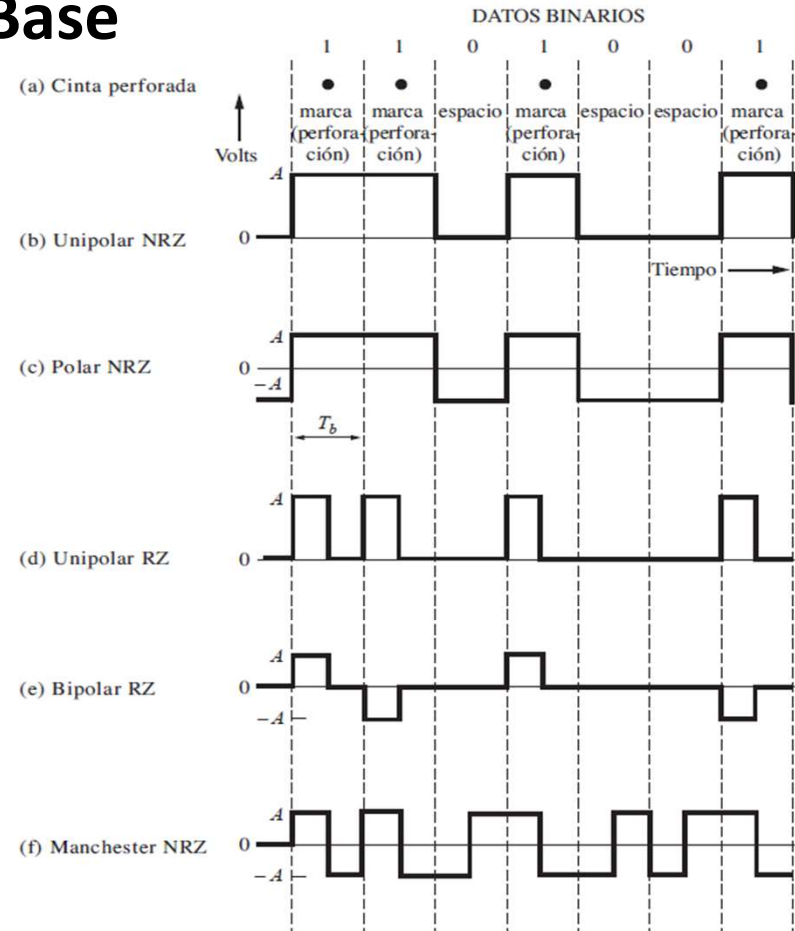 Base
DATOS BINARIOS
1 1 0 1 0 0 1
(a) Cinta perforada
marca marca espacio marca espacio espacio marca
(perfora- (perfora- (perfora- (perfora-
ción) ción) ción) ción)
Volts
A
(b) Unipolar NRZ 0
Tiempo
A
(c) Polar NRZ 0
−A
Tb
A
(d) Unipolar RZ 0
A
(e) Bipolar RZ 0
−A
A
(f) Manchester NRZ 0
−A